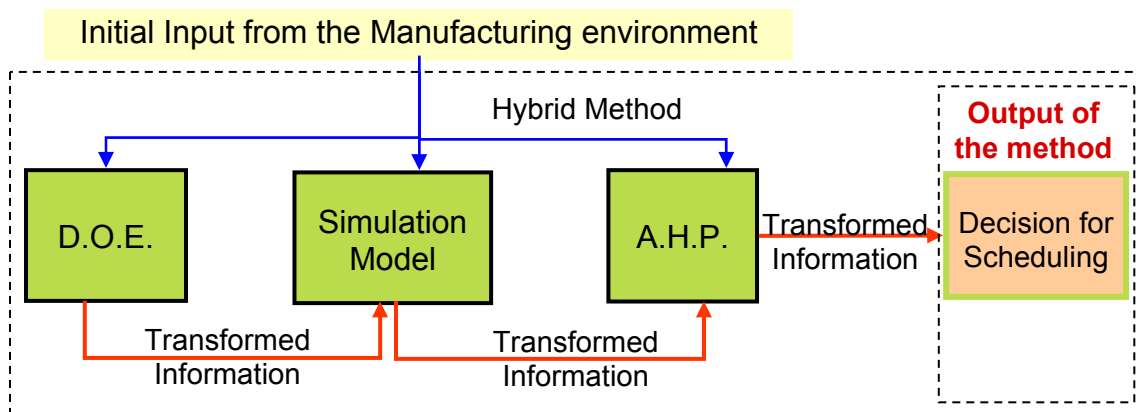 Initial Input from the Manufacturing environment
Hybrid Method
Output of
the method
D.O.E.
Simulation
Model
A.H.P.
Transformed
Information
Decision for
Scheduling
Transformed
Information
Transformed
Information